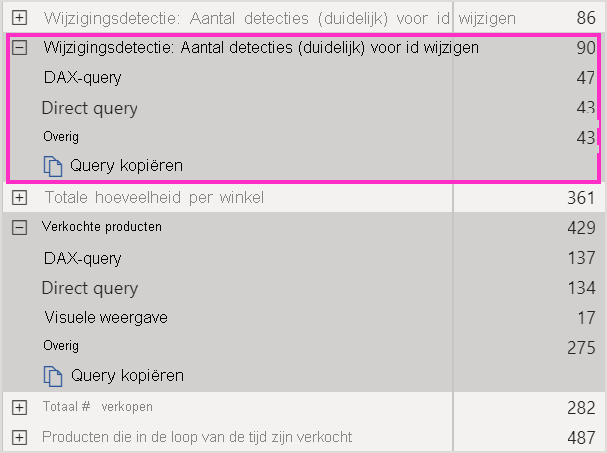 Wijzigingsdetectie: Aantal detecties (duidelijk) voor id wijzigen 86
Wijzigingsdetectie: Aantal detecties (duidelijk) voor id wijzigen 90
DAX-query 47
Direct query 43
Overig 43
Query kopiëren
Totale hoeveelheid per winkel 361
Verkochte producten 429
DAX-query 137
Direct query 134
Visuele weergave 17
Overig 275
Query kopiëren
Totaal # verkopen 282
Producten die in de loop van de tijd zijn verkocht 487